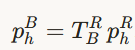 p_h^B = T_B^R p_h^R